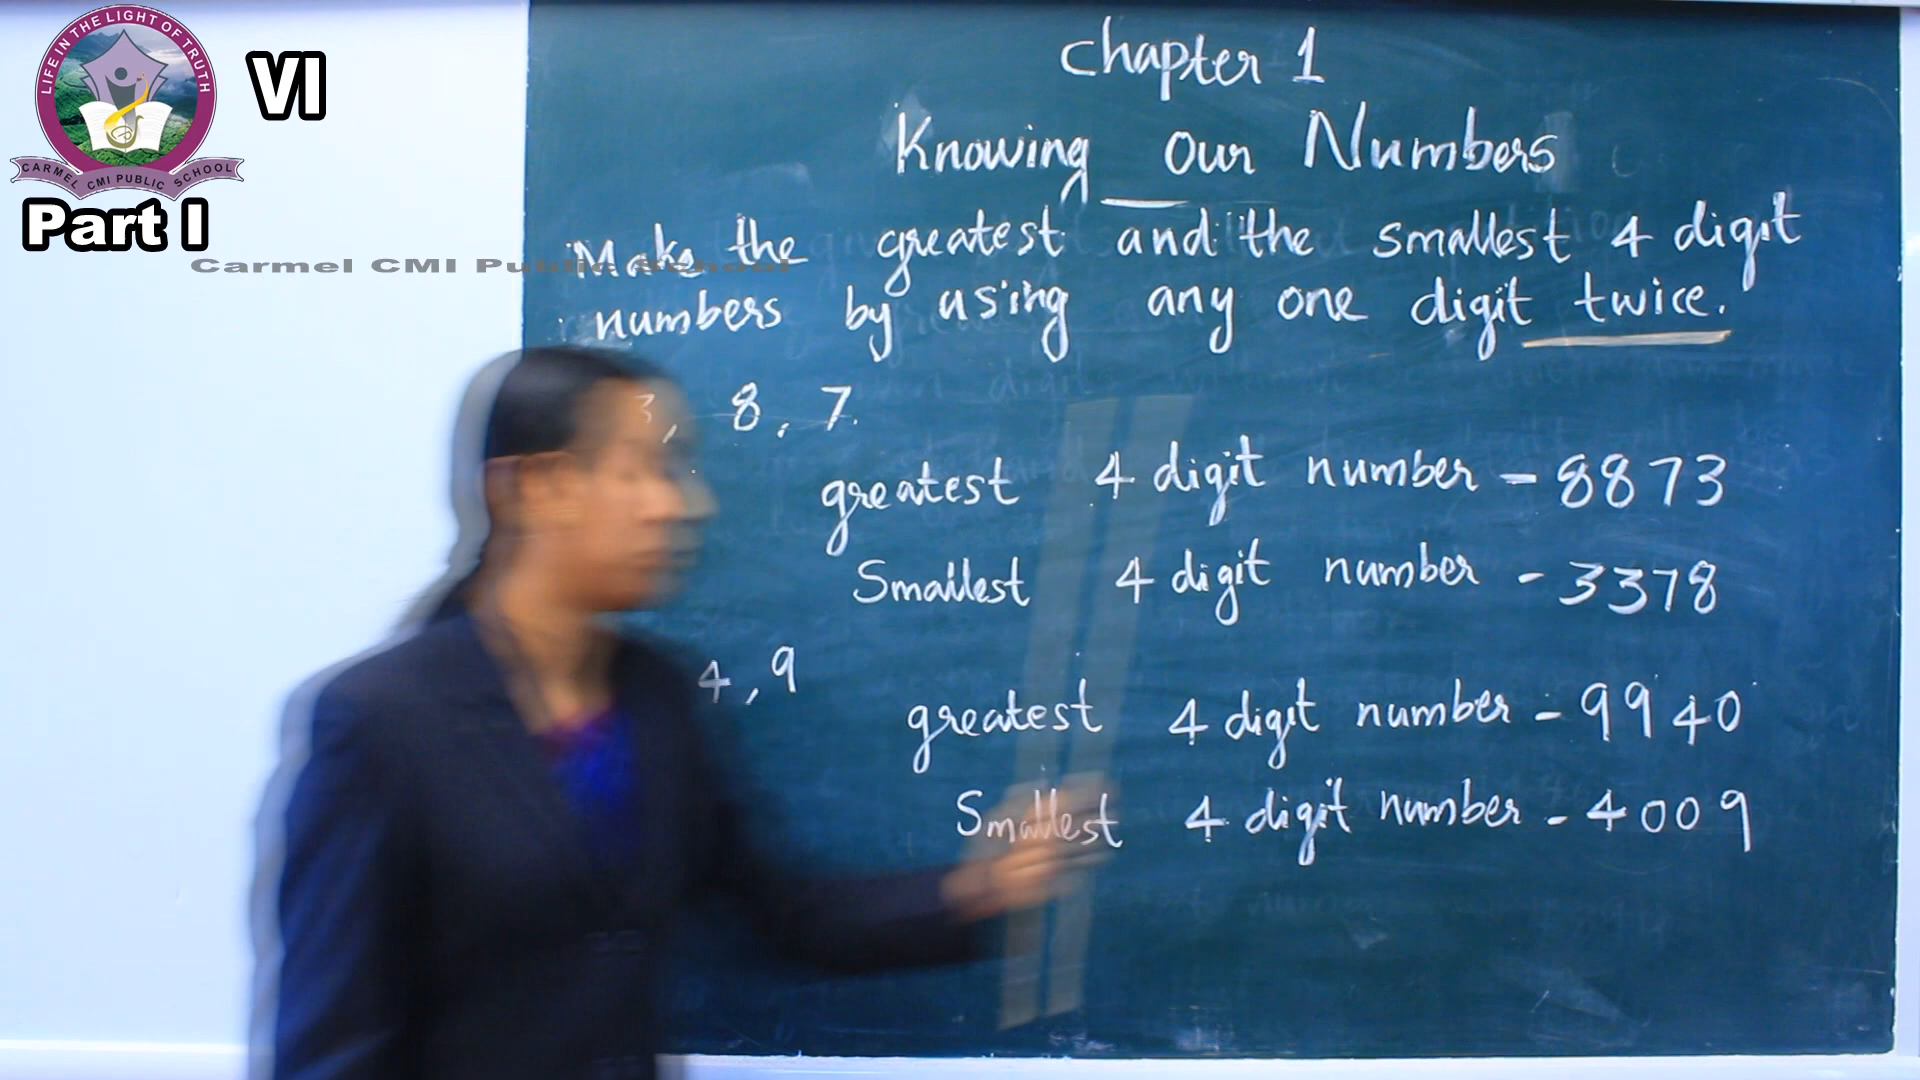 LIFE IN THE LIGHT OF TRUTH
CARMEL CMI PUBLIC SCHOOL
VI
Part I
Carmel CMI Public School
Chapter 1
Knowing Our Numbers
Make the greatest and the smallest 4 digit
numbers by using any one digit twice.
3, 8, 7.
greatest 4 digit number - 8873
Smallest 4 digit number - 3378
4, 9
greatest 4 digit number - 9940
Smallest 4 digit number - 4009